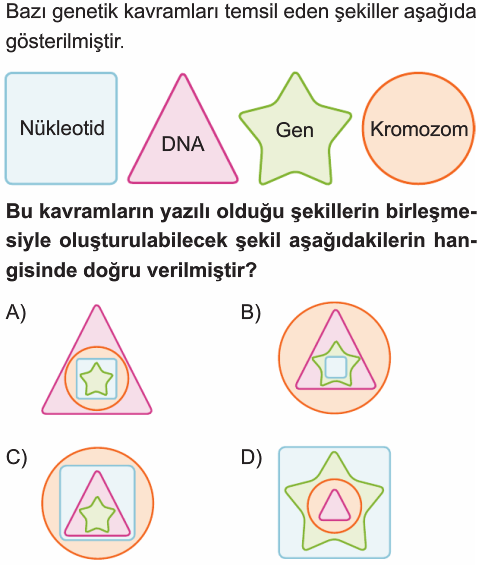 Bazı genetik kavramları temsil eden şekiller aşağıda
gösterilmiştir.
Nükleotid
DNA
Gen
Kromozom
Bu kavramların yazılı olduğu şekillerin birleşme-
siyle oluşturulabilecek şekil aşağıdakilerin han-
gisinde doğru verilmiştir?
A)
B)
C)
D)